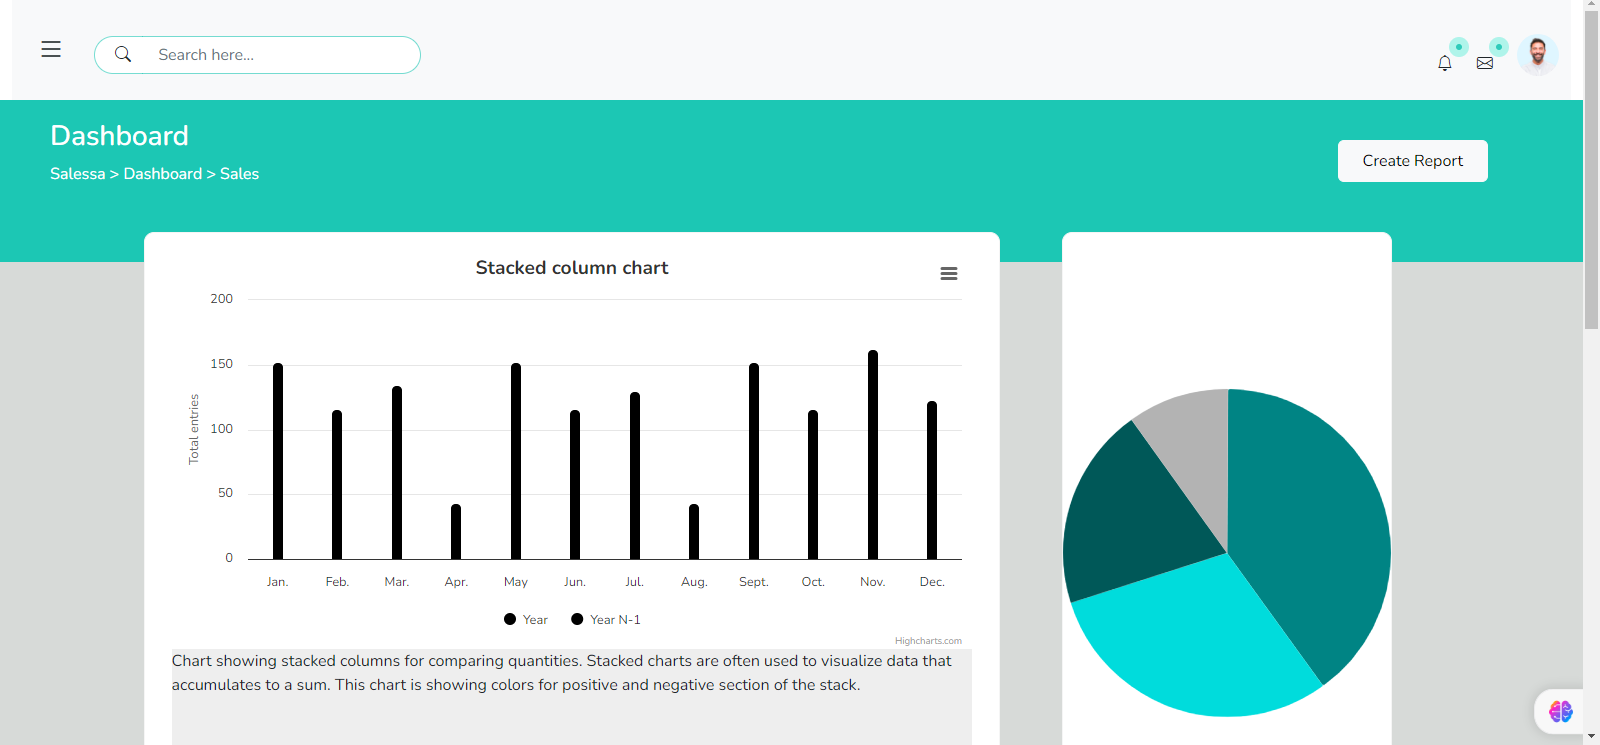 Search here...
Dashboard
Salessa > Dashboard > Sales
Create Report
Stacked column chart
200
150
100
50
0
Total entries
Jan. Feb. Mar. Apr. May Jun. Jul. Aug. Sept. Oct. Nov. Dec.
Year Year N-1
Highcharts.com
Chart showing stacked columns for comparing quantities. Stacked charts are often used to visualize data that
accumulates to a sum. This chart is showing colors for positive and negative section of the stack.